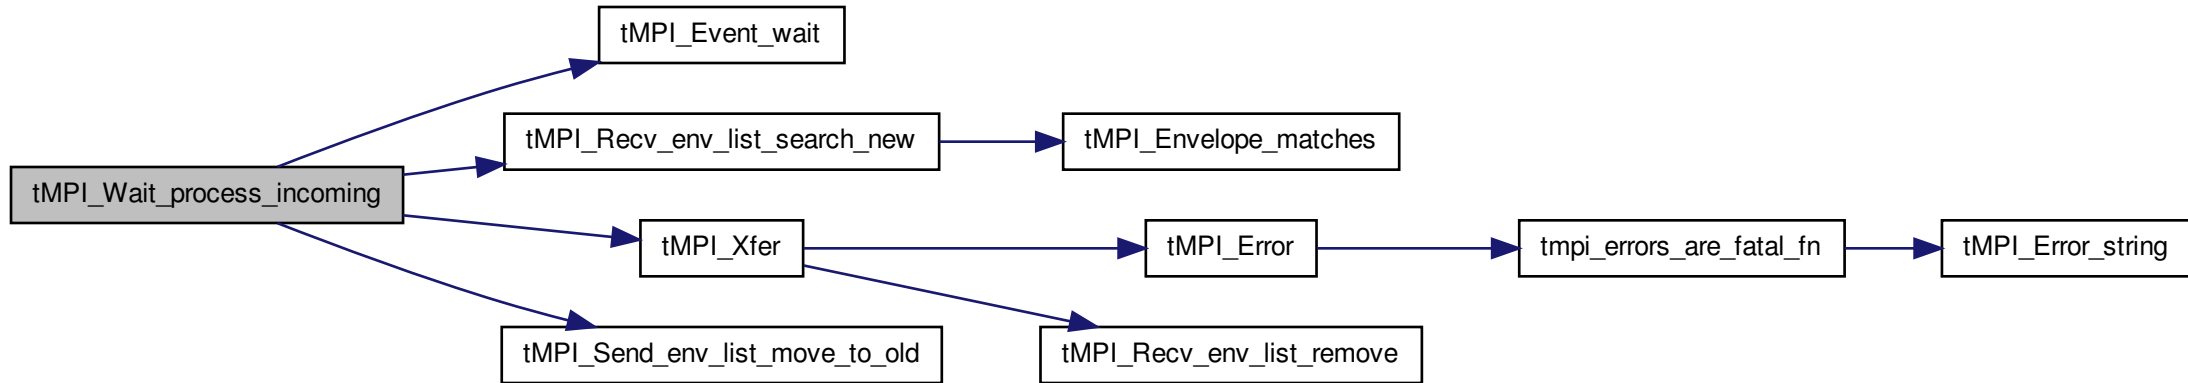 tMPI_Event_wait
tMPI_Recv_env_list_search_new
tMPI_Envelope_matches
tMPI_Wait_process_incoming
tMPI_Xfer
tMPI_Error
tmpi_errors_are_fatal_fn
tMPI_Error_string
tMPI_Send_env_list_move_to_old
tMPI_Recv_env_list_remove